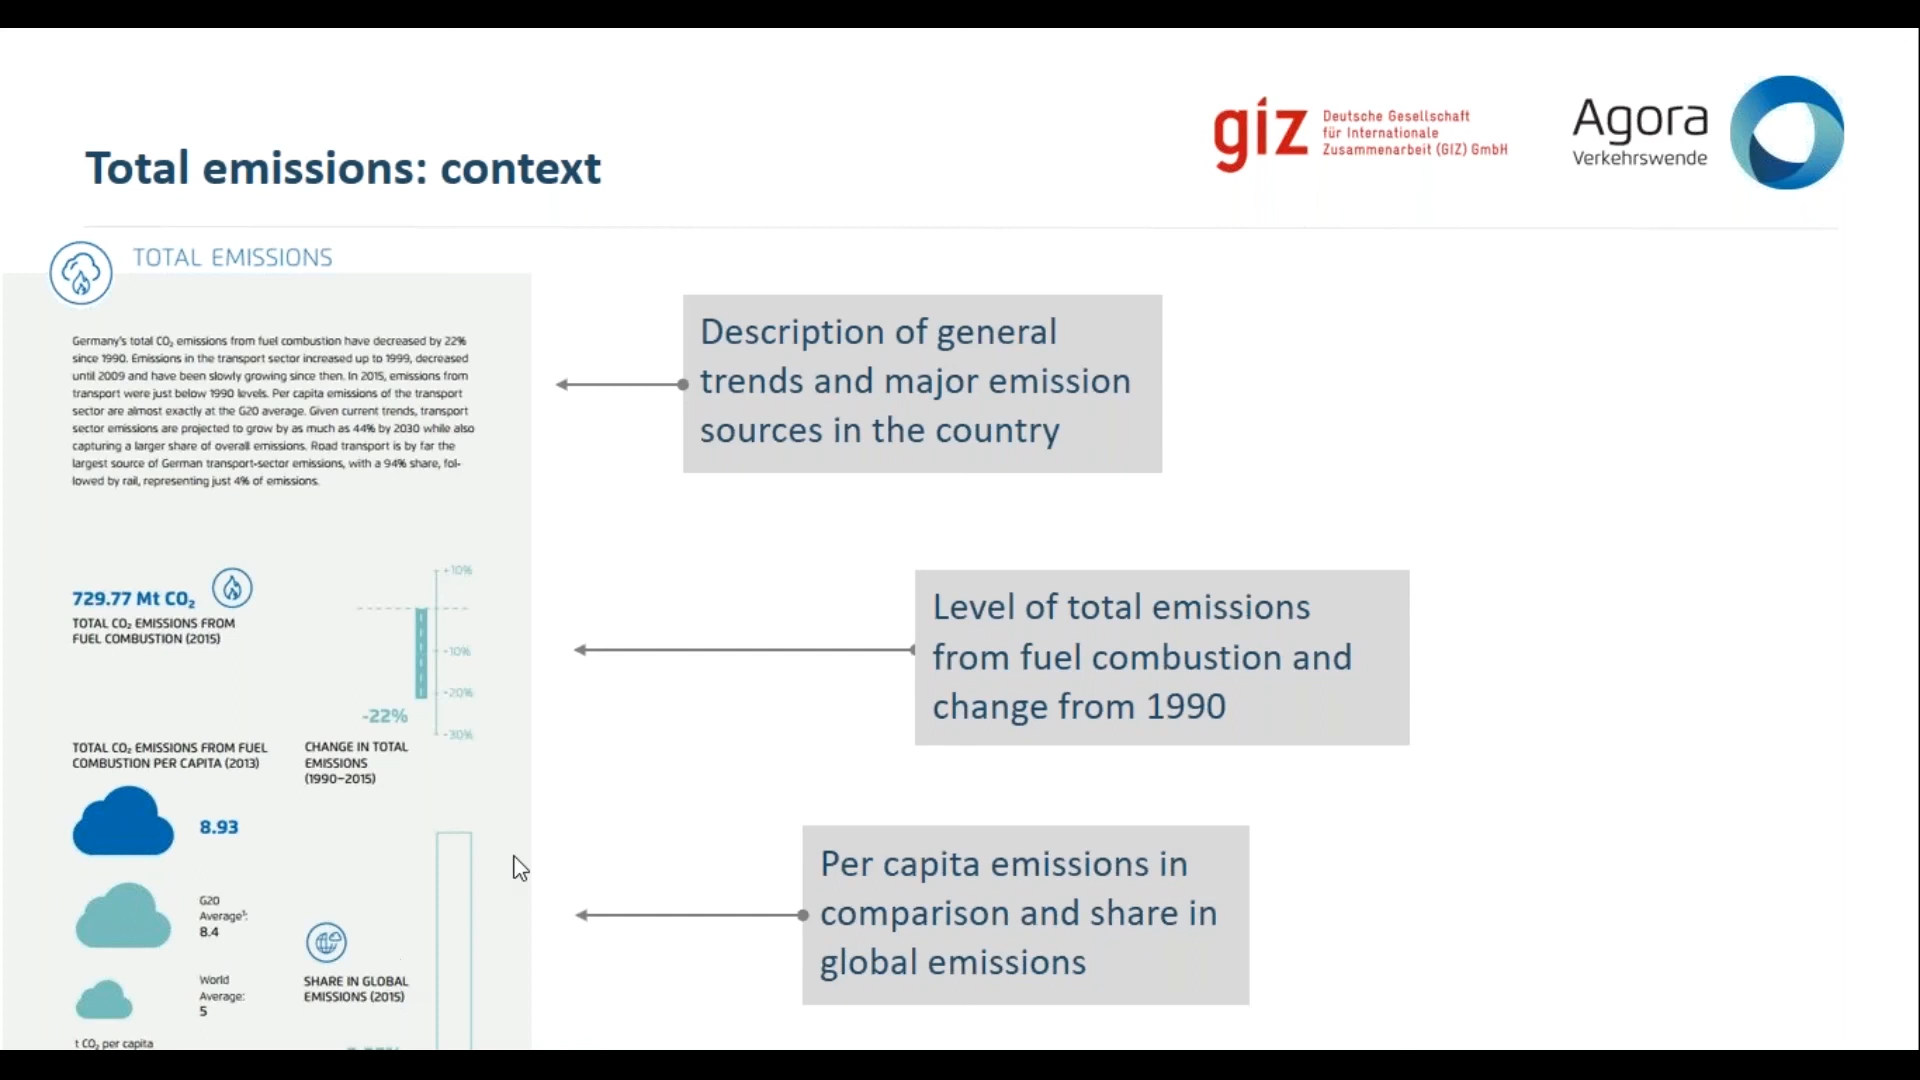 giz
Deutsche Gesellschaft
für Internationale
Zusammenarbeit (GIZ) GmbH
Agora
Verkehrswende
Total emissions: context
TOTAL EMISSIONS
Germany's total CO₂ emissions from fuel combustion have decreased by 22%
since 1990. Emissions in the transport sector increased up to 1999, decreased
until 2009 and have been slowly growing since then. In 2015, emissions from
transport were just below 1990 levels. Per capita emissions of the transport
sector are almost exactly at the G20 average. Given current trends, transport
sector emissions are projected to grow by as much as 44% by 2030 while also
capturing a larger share of overall emissions. Road transport is by far the
largest source of German transport-sector emissions, with a 94% share, fol-
lowed by rail, representing just 4% of emissions.
Description of general
trends and major emission
sources in the country
729.77 Mt CO₂
TOTAL CO₂ EMISSIONS FROM
FUEL COMBUSTION (2015)
+10%
-10%
-20%
-30%
-22%
CHANGE IN TOTAL
EMISSIONS
(1990–2015)
Level of total emissions
from fuel combustion and
change from 1990
TOTAL CO₂ EMISSIONS FROM FUEL
COMBUSTION PER CAPITA (2013)
8.93
G20
Average¹:
8.4
World
Average:
5
t CO₂ per capita
SHARE IN GLOBAL
EMISSIONS (2015)
Per capita emissions in
comparison and share in
global emissions